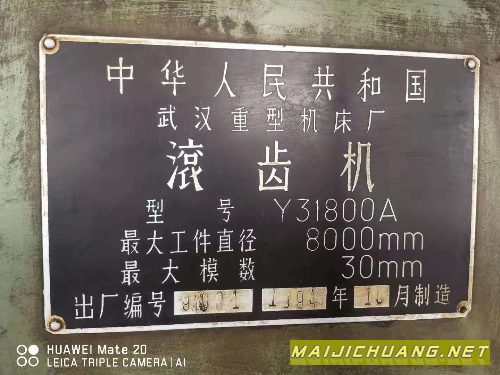 中华人民共和国
武汉重型机床厂
滚齿机
型号 Y31800A
最大工件直径 8000mm
最大模数 30mm
出厂编号 年 月制造
HUAWEI Mate 20
LEICA TRIPLE CAMERA | AI
MAIJICHUANG.NET